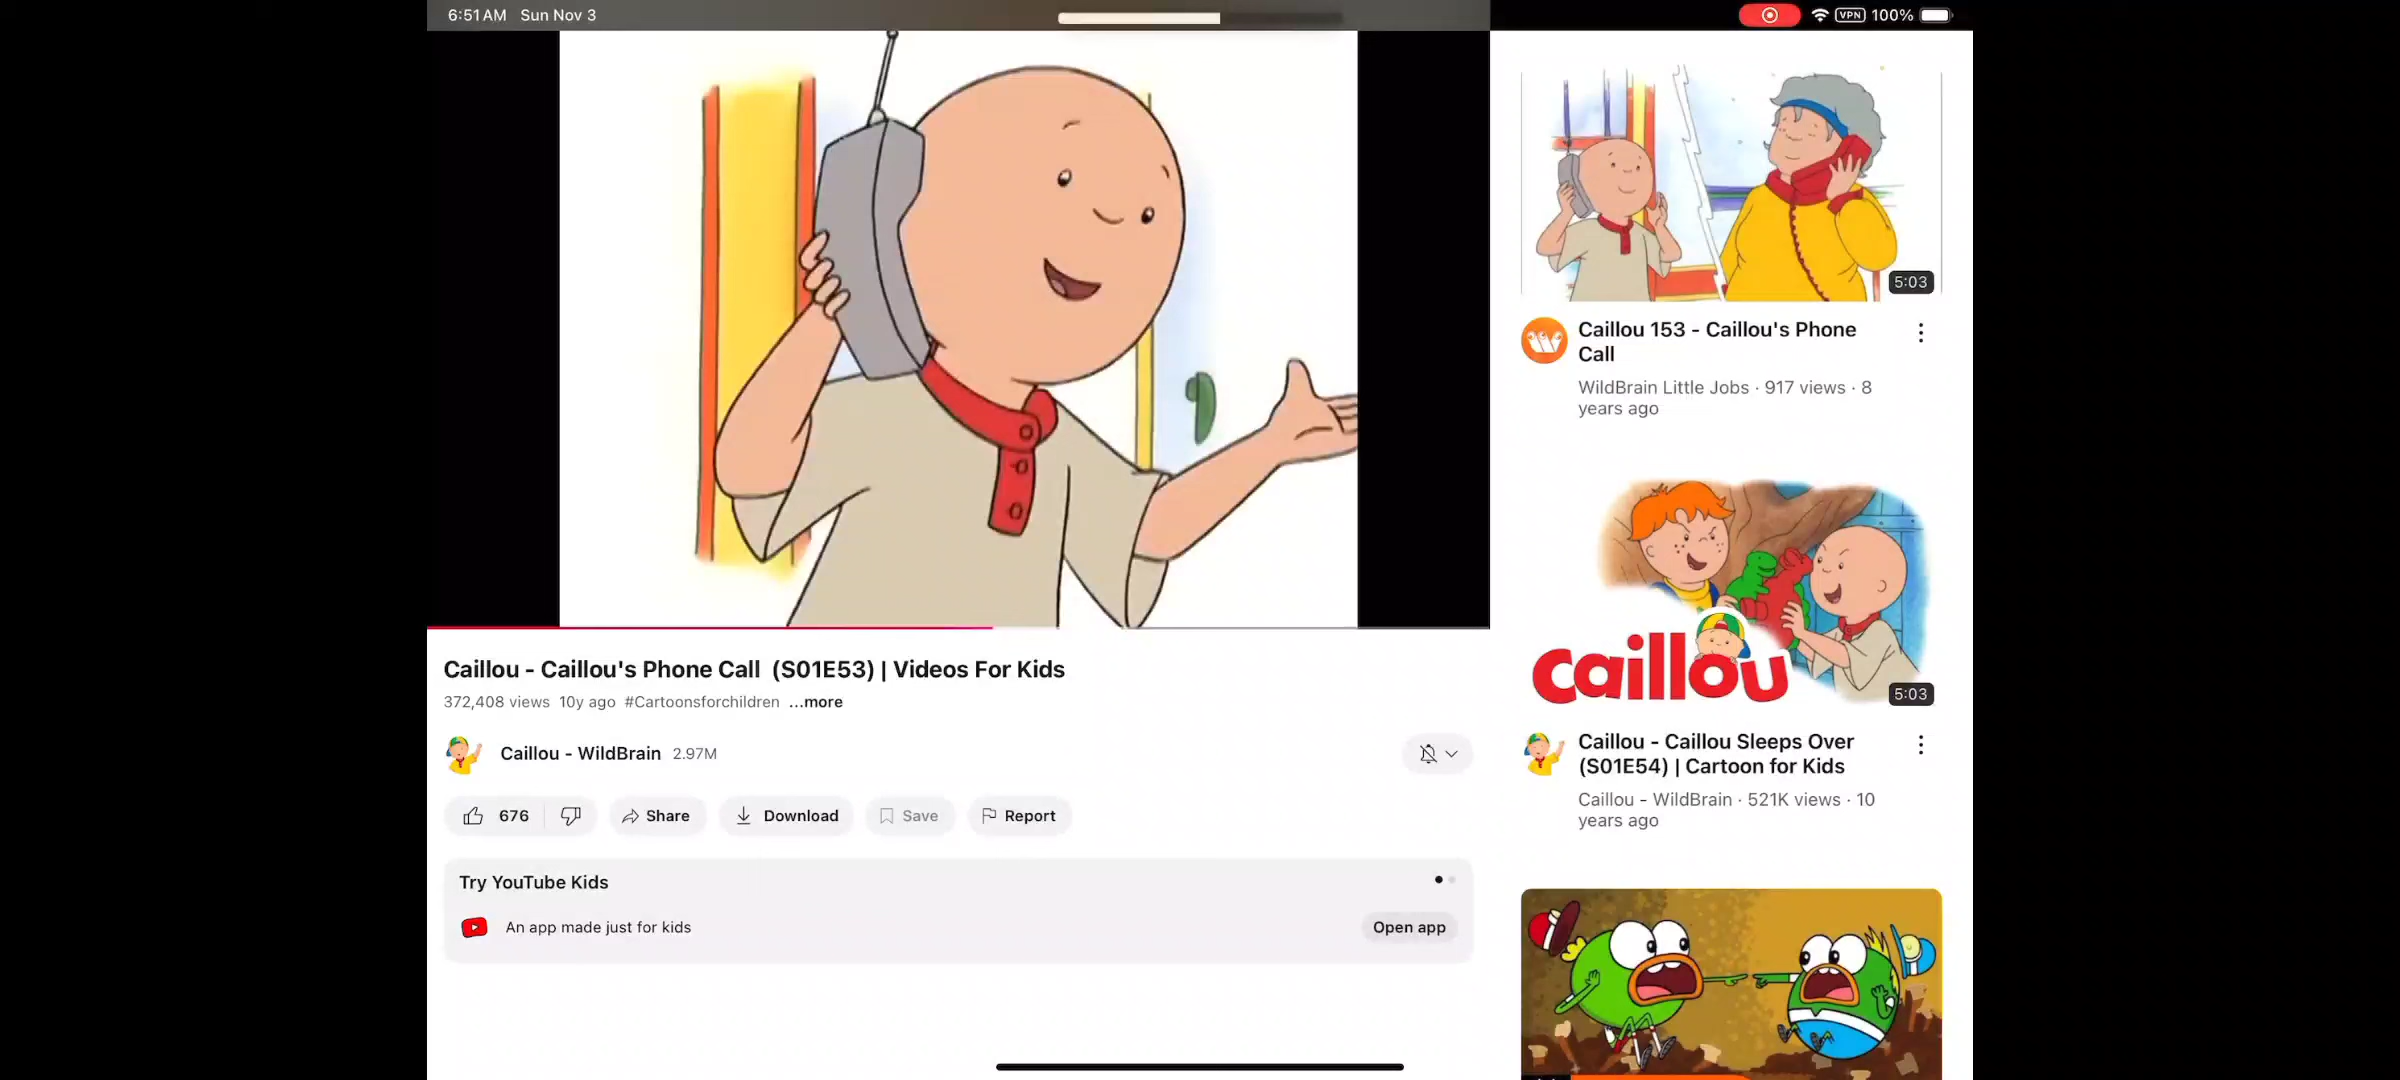 6:51 AM Sun Nov 3
VPN 100%
5:03
Caillou 153 - Caillou's Phone
Call
WildBrain Little Jobs · 917 views · 8
years ago
caillou
5:03
Caillou - Caillou Sleeps Over
(S01E54) | Cartoon for Kids
Caillou - WildBrain · 521K views · 10
years ago
Caillou - Caillou's Phone Call (S01E53) | Videos For Kids
372,408 views 10y ago #Cartoonsforchildren ...more
Caillou - WildBrain 2.97M
676 Share Download Save Report
Try YouTube Kids
An app made just for kids
Open app